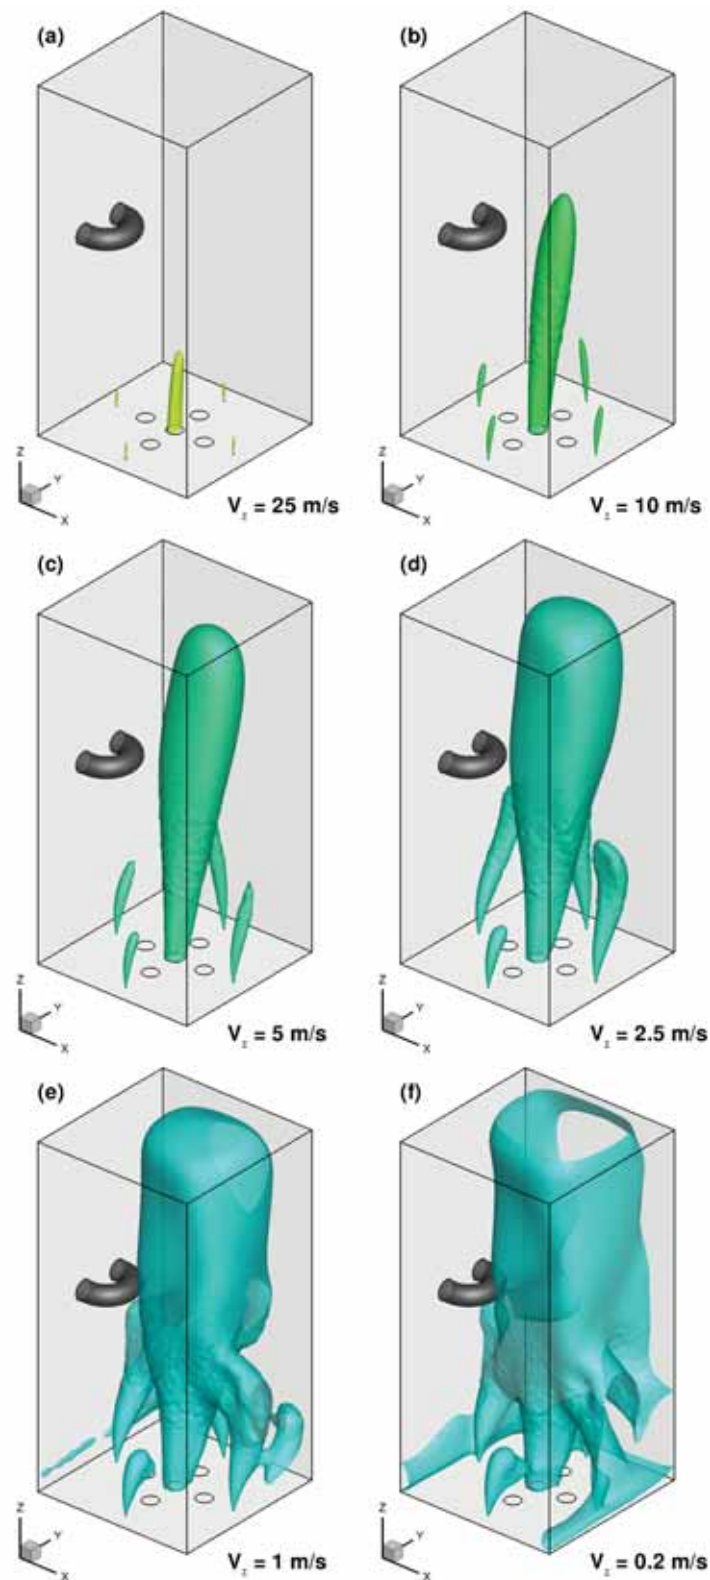 (a)
(b)
Z
Y
X
V_z = 25 m/s
Z
Y
X
V_z = 10 m/s
(c)
(d)
Z
Y
X
V_z = 5 m/s
Z
Y
X
V_z = 2.5 m/s
(e)
(f)
Z
Y
X
V_z = 1 m/s
Z
Y
X
V_z = 0.2 m/s